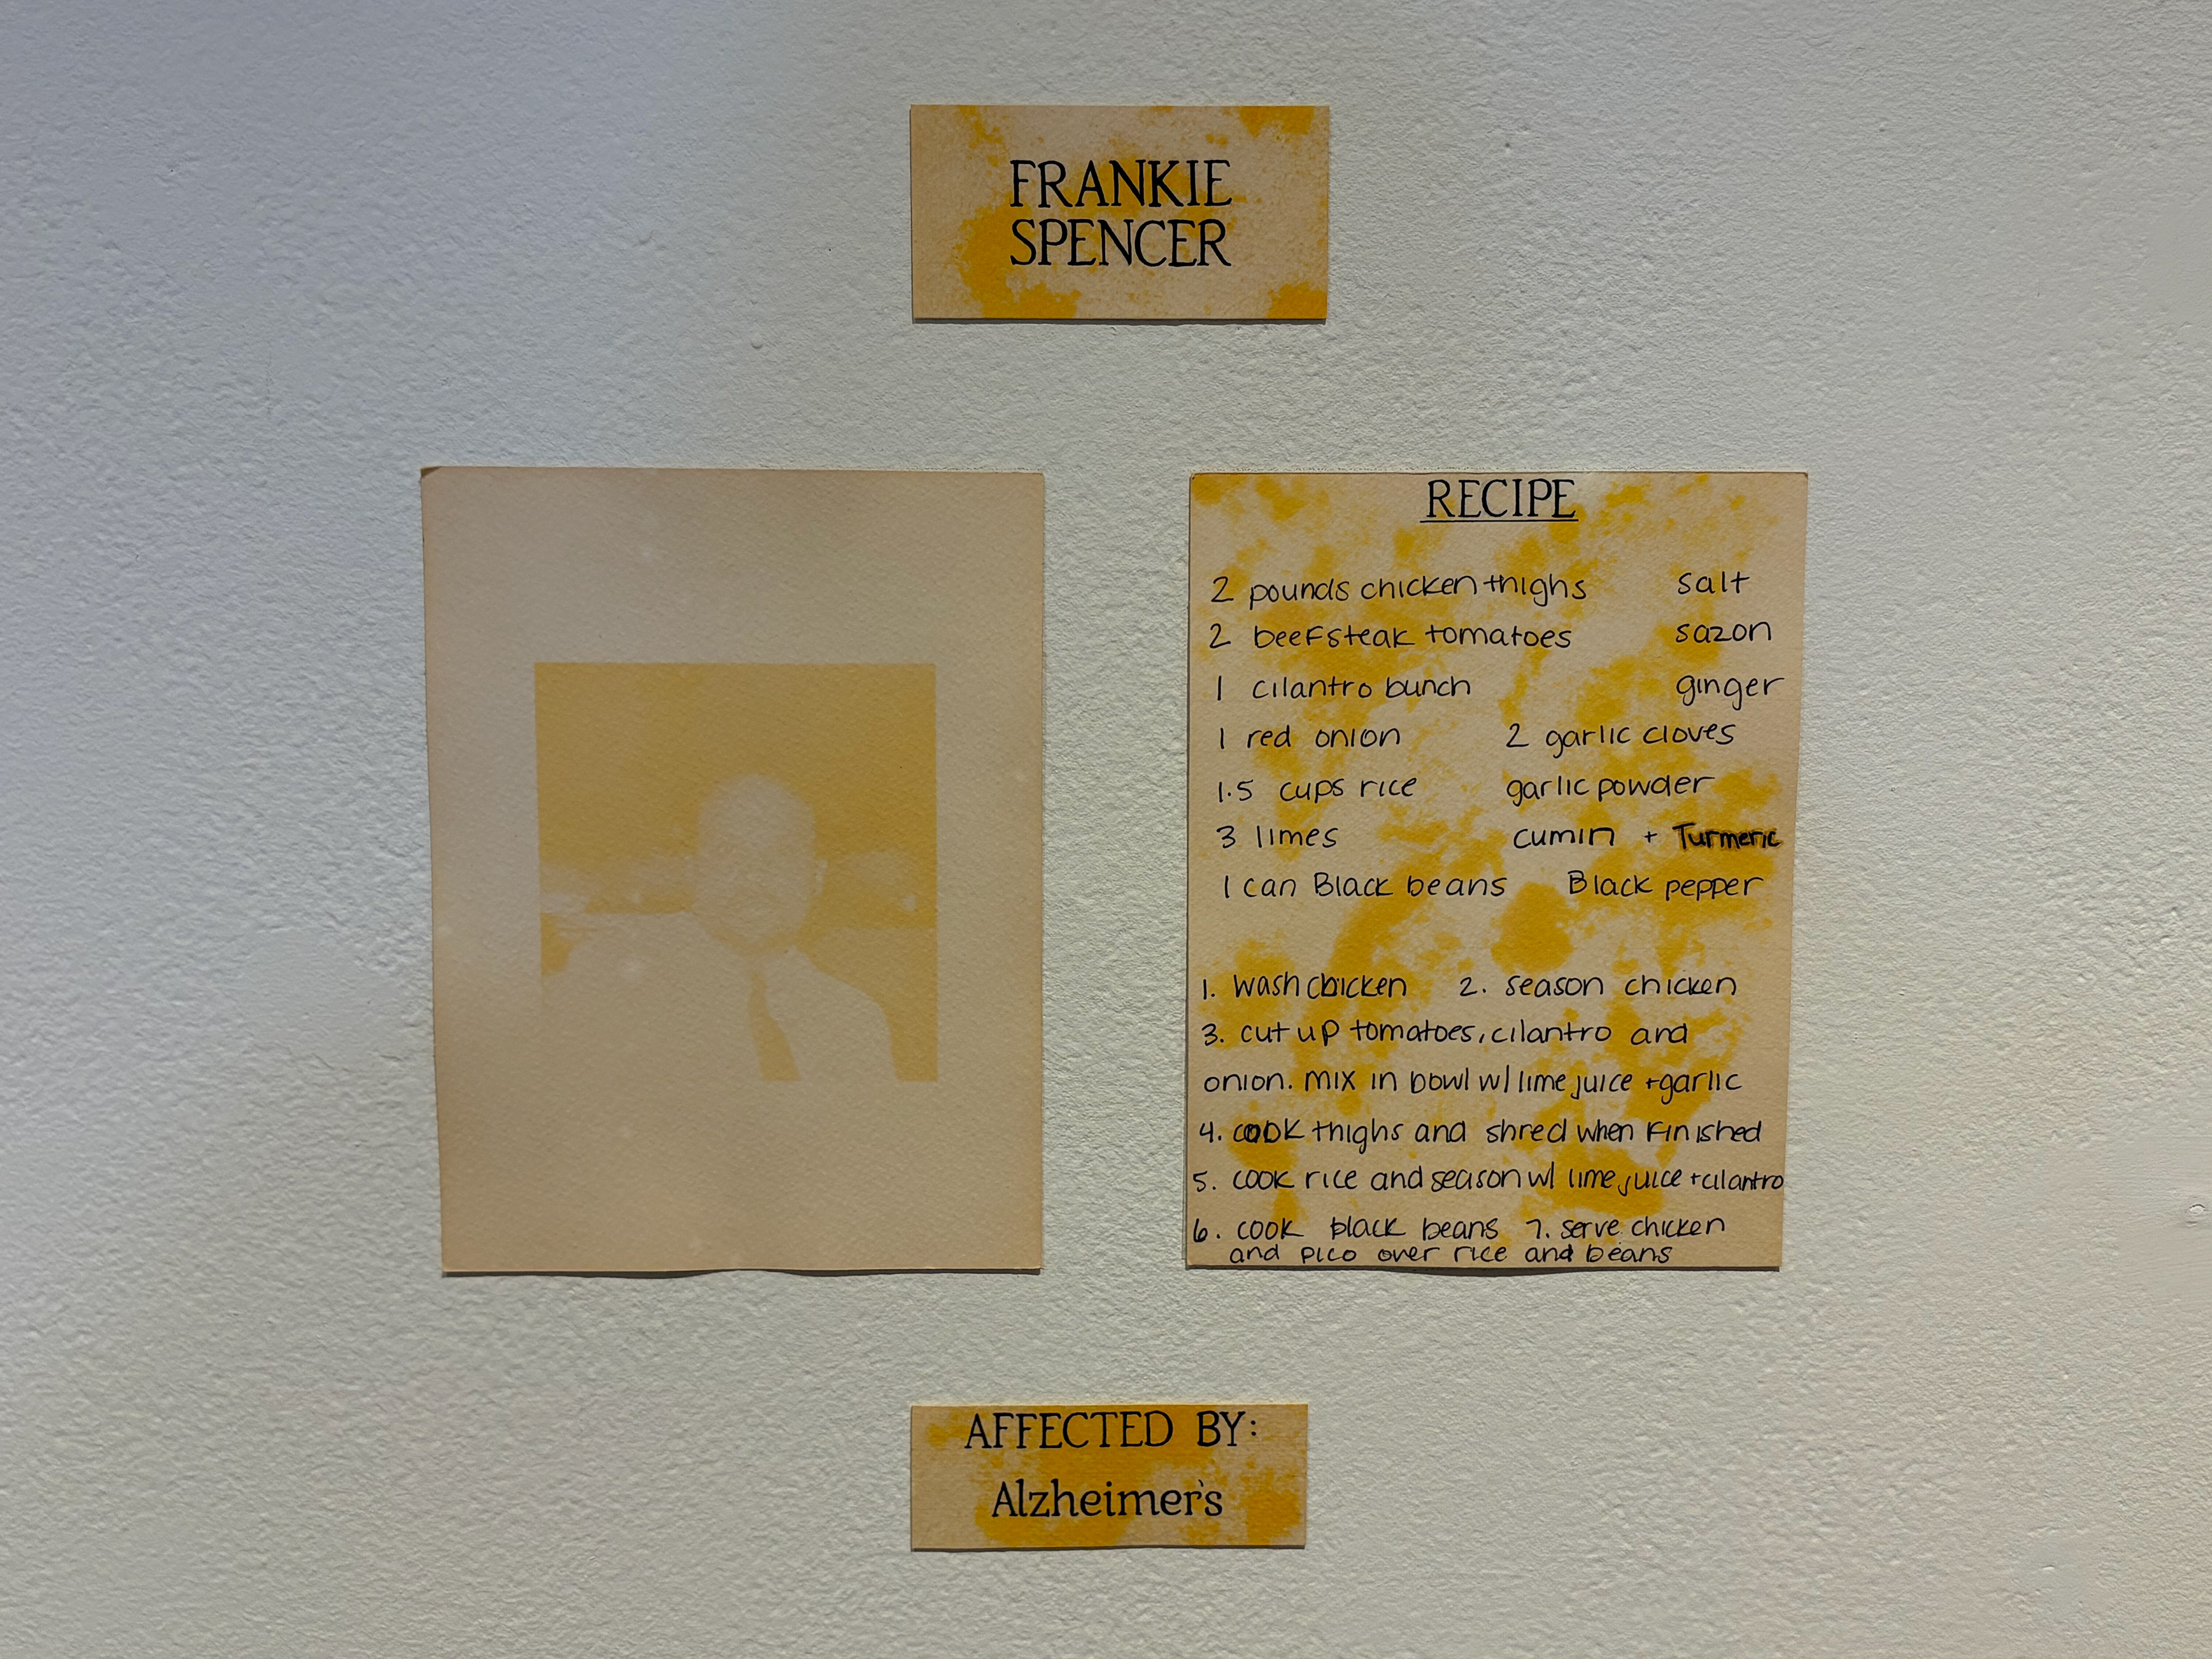 FRANKIE
SPENCER
RECIPE
2 pounds chicken thighs salt
2 beefsteak tomatoes sazon
1 cilantro bunch ginger
1 red onion 2 garlic cloves
1.5 cups rice garlic powder
3 limes cumin + Turmeric
1 can Black beans Black pepper
1. wash chicken 2. season chicken
3. cut up tomatoes, cilantro and
onion. mix in bowl w/ lime juice + garlic
4. cook thighs and shred when finished
5. cook rice and season w/ lime juice + cilantro
6. cook black beans 7. serve chicken
and pico over rice and beans
AFFECTED BY:
Alzheimer's